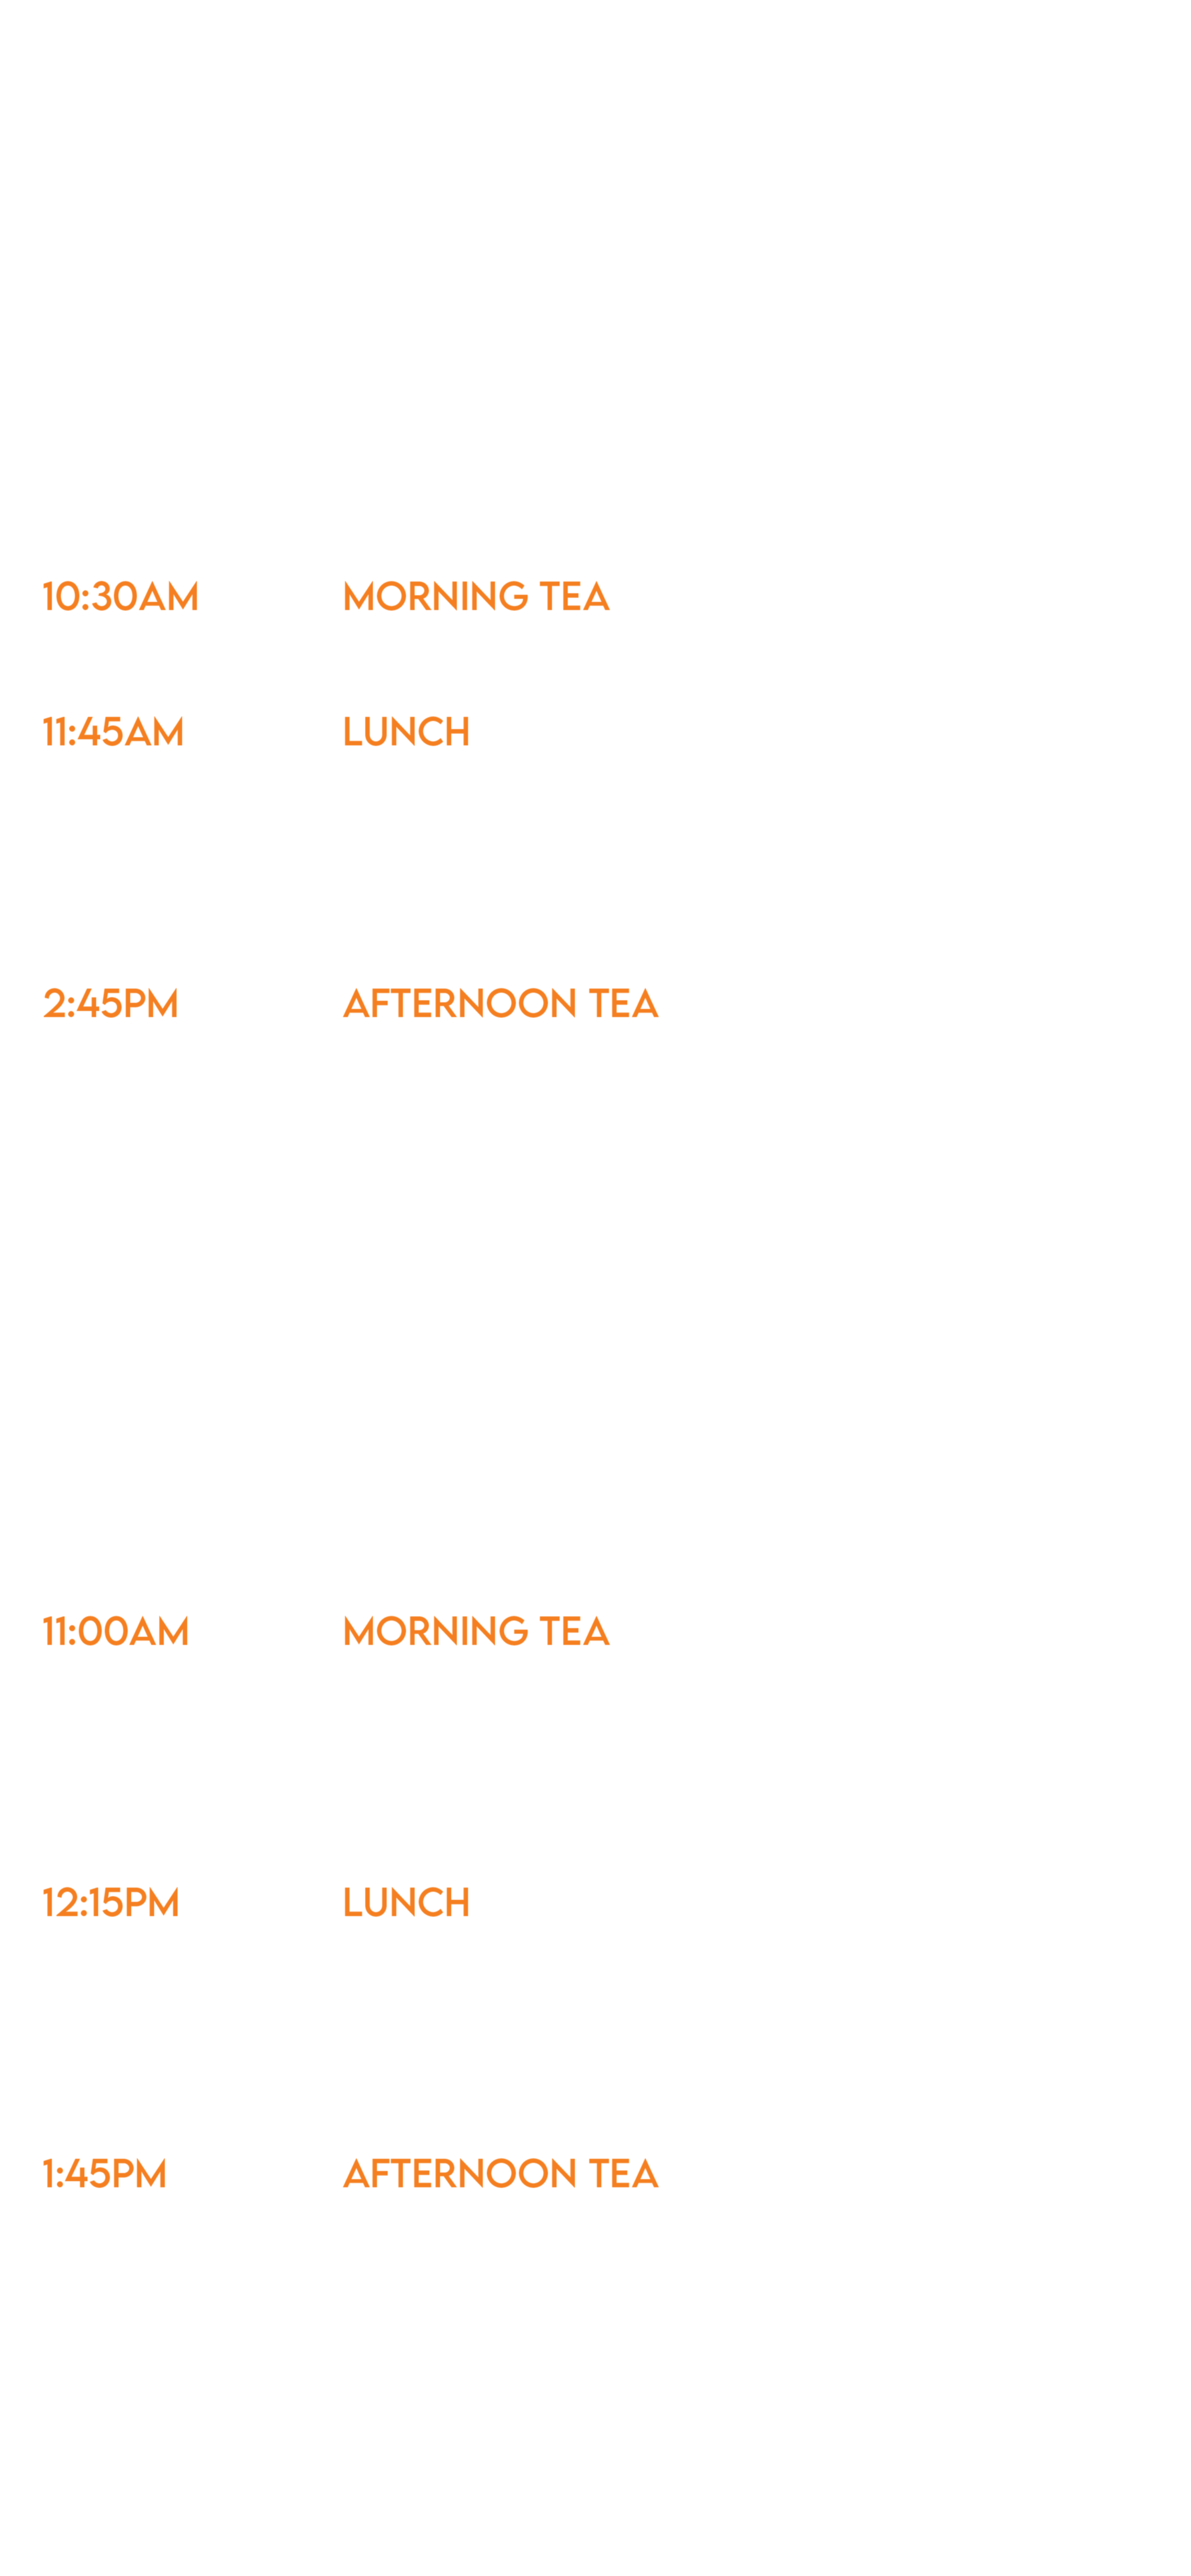 10:30AM MORNING TEA
11:45AM LUNCH
2:45PM AFTERNOON TEA
11:00AM MORNING TEA
12:15PM LUNCH
1:45PM AFTERNOON TEA